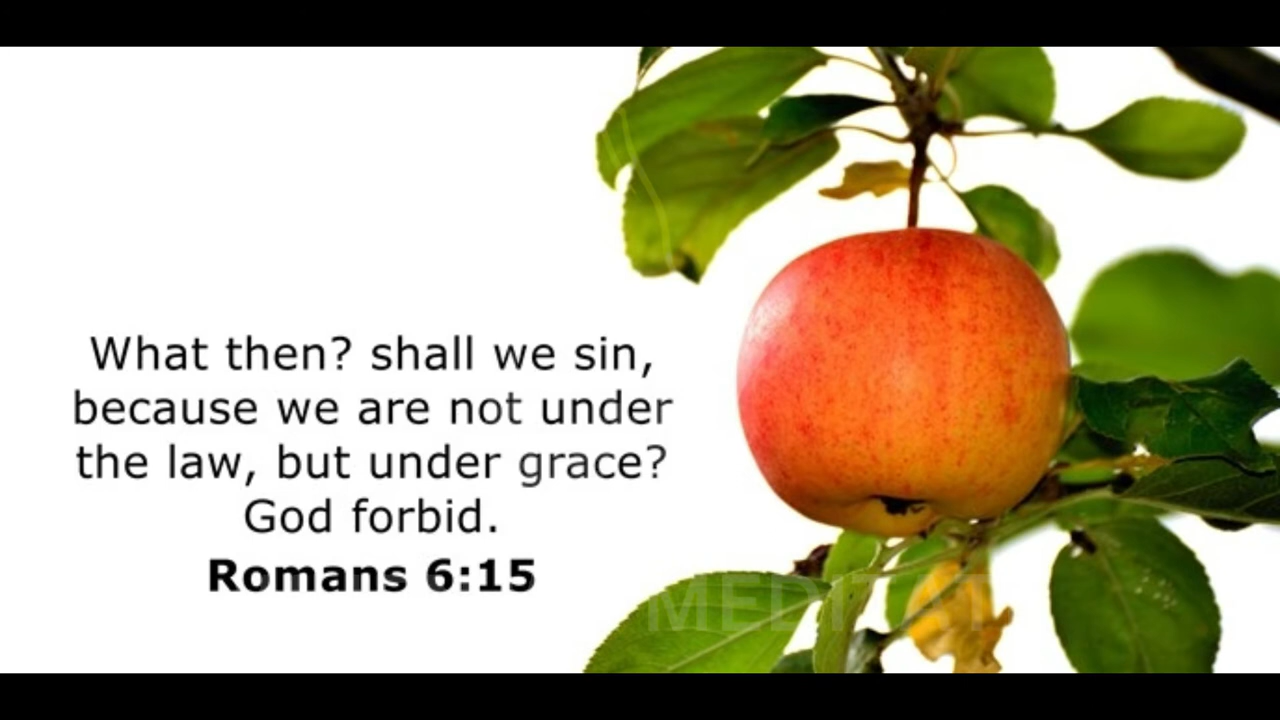 What then? shall we sin,
because we are not under
the law, but under grace?
God forbid.
Romans 6:15
MEDITAT